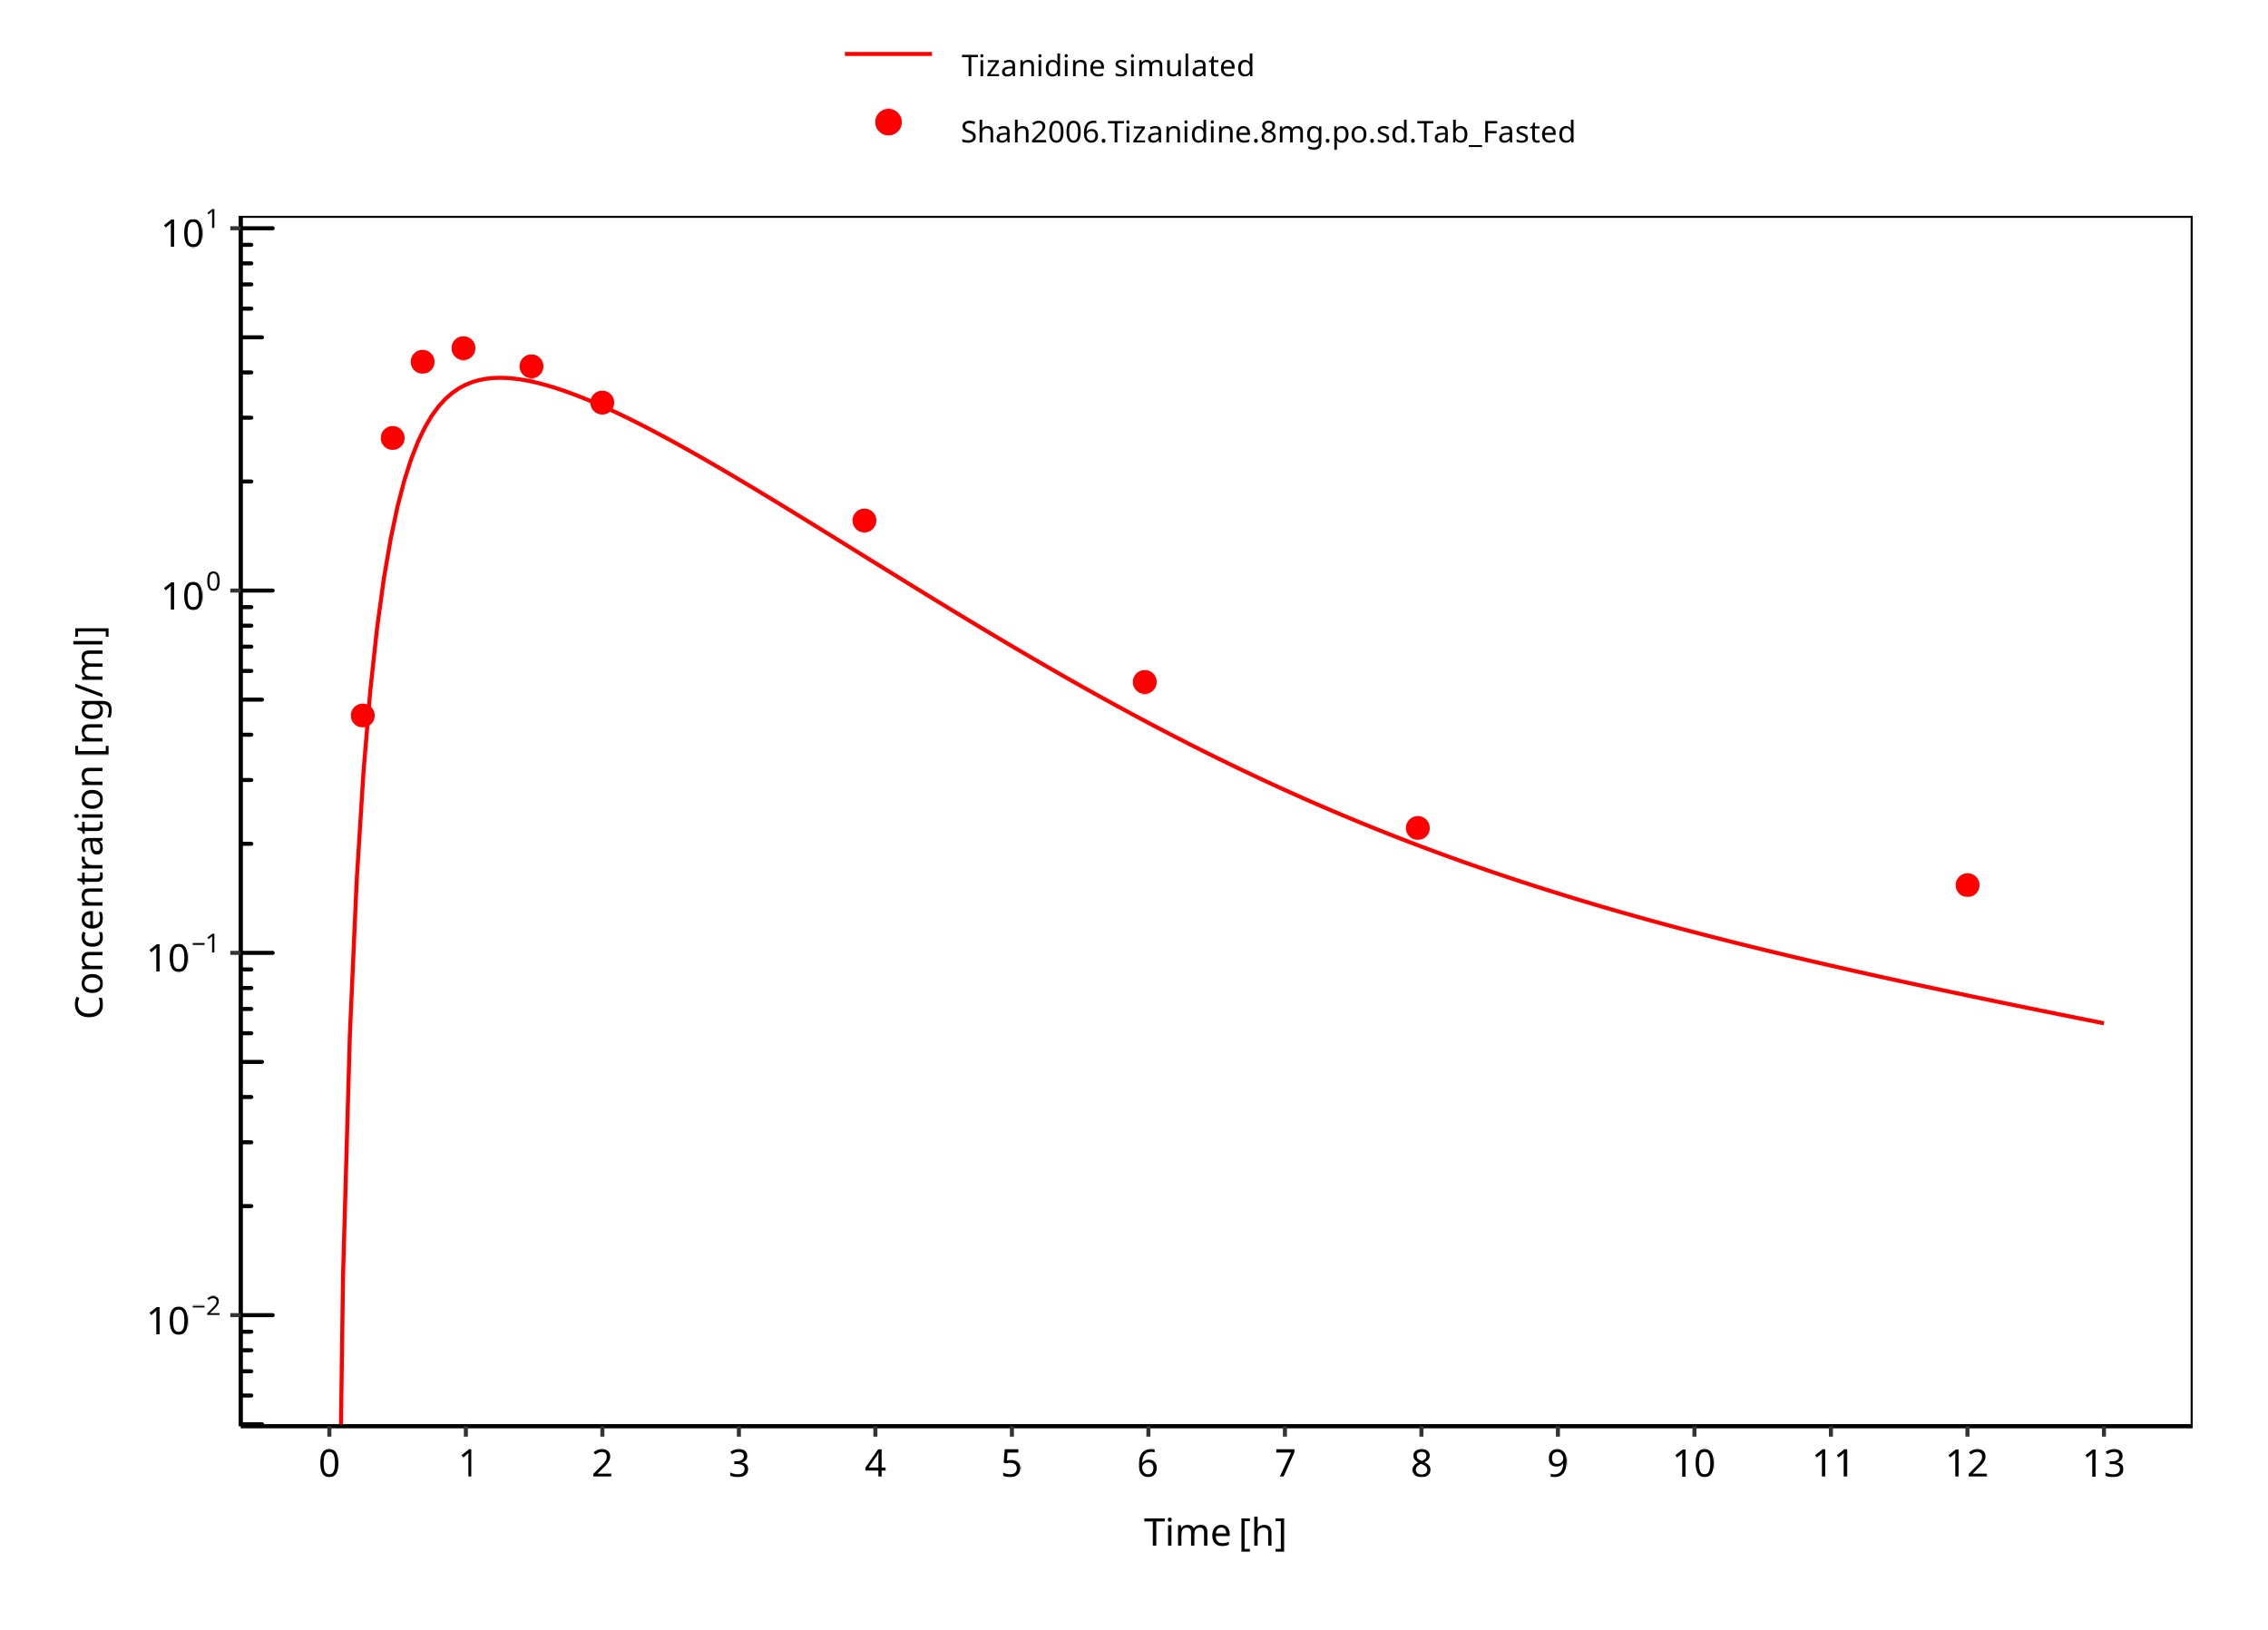 Tizanidine simulated
Shah2006.Tizanidine.8mg.po.sd.Tab_Fasted
10¹
10⁰
10⁻¹
10⁻²
Concentration [ng/ml]
0 1 2 3 4 5 6 7 8 9 10 11 12 13
Time [h]